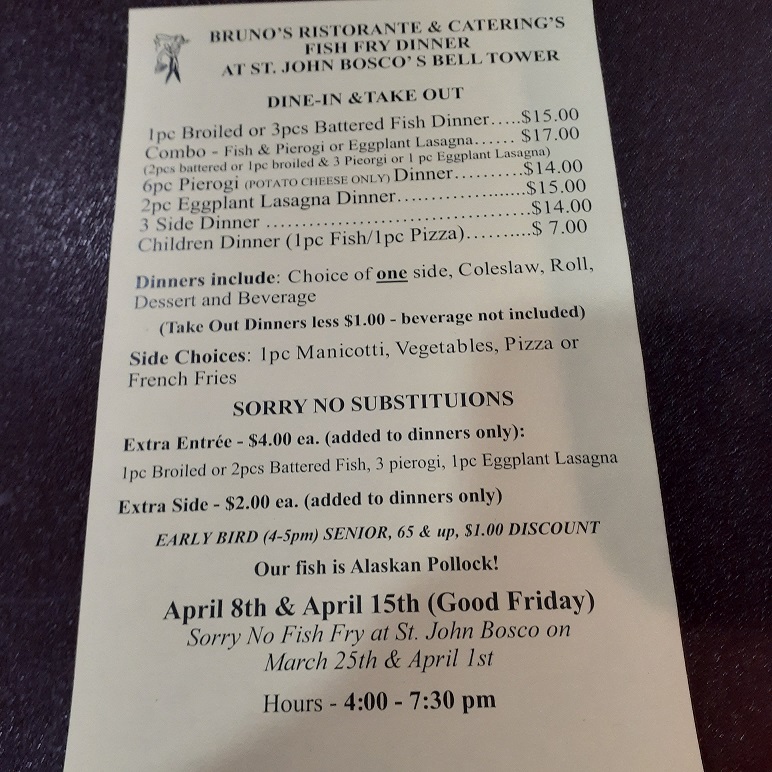 BRUNO'S RISTORANTE & CATERING'S
FISH FRY DINNER
AT ST. JOHN BOSCO'S BELL TOWER
DINE-IN &TAKE OUT
1pc Broiled or 3pcs Battered Fish Dinner.....$15.00
Combo - Fish & Pierogi or Eggplant Lasagna...... $17.00
(2pcs battered or 1pc broiled & 3 Pieorgi or 1 pc Eggplant Lasagna)
6pc Pierogi (POTATO CHEESE ONLY) Dinner..........$14.00
2pc Eggplant Lasagna Dinner...................$15.00
3 Side Dinner .......................................$14.00
Children Dinner (1pc Fish/1pc Pizza)..........$ 7.00
Dinners include: Choice of one side, Coleslaw, Roll,
Dessert and Beverage
(Take Out Dinners less $1.00 - beverage not included)
Side Choices: 1pc Manicotti, Vegetables, Pizza or
French Fries
SORRY NO SUBSTITUIONS
Extra Entrée - $4.00 ea. (added to dinners only):
1pc Broiled or 2pcs Battered Fish, 3 pierogi, 1pc Eggplant Lasagna
Extra Side - $2.00 ea. (added to dinners only)
EARLY BIRD (4-5pm) SENIOR, 65 & up, $1.00 DISCOUNT
Our fish is Alaskan Pollock!
April 8th & April 15th (Good Friday)
Sorry No Fish Fry at St. John Bosco on
March 25th & April 1st
Hours - 4:00 - 7:30 pm